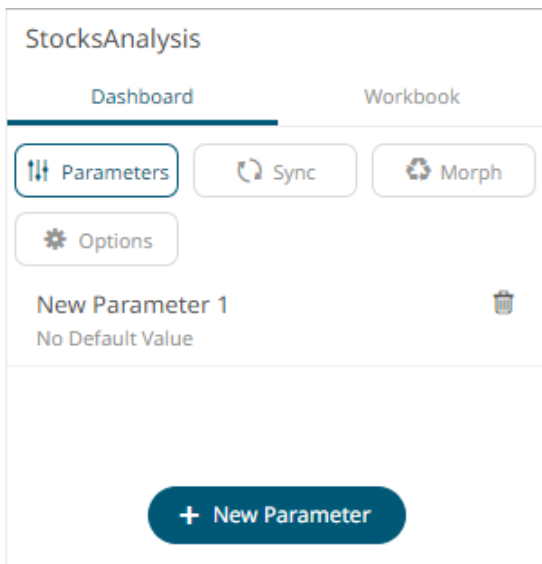 StocksAnalysis
Dashboard Workbook
Parameters Sync Morph
Options
New Parameter 1
No Default Value
+ New Parameter